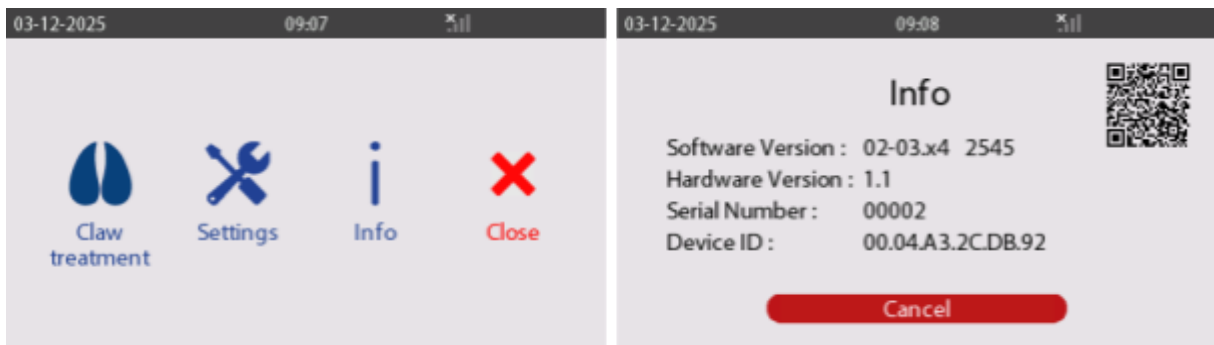 03-12-2025 09:07
Claw treatment
Settings
Info
Close
03-12-2025 09:08
Info
Software Version : 02-03.x4 2545
Hardware Version : 1.1
Serial Number : 00002
Device ID : 00.04.A3.2C.DB.92
Cancel